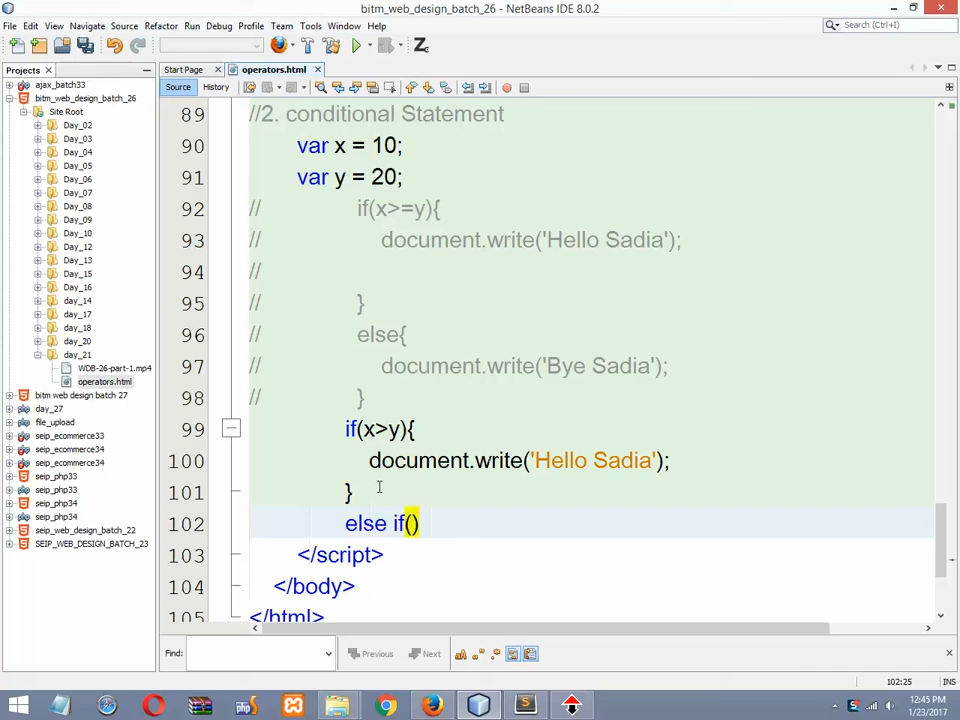 bitm_web_design_batch_26 - NetBeans IDE 8.0.2
File Edit View Navigate Source Refactor Run Debug Profile Team Tools Window Help
Search (Ctrl+I)
Projects
Start Page
operators.html
Source History
ajax_batch33
bitm_web_design_batch_26
Site Root
Day_02
Day_03
Day_04
Day_05
Day_06
Day_07
Day_08
Day_09
Day_10
Day_12
Day_13
Day_15
Day_16
day_14
day_17
day_18
day_20
day_21
WDB-26-part-1.mp4
operators.html
bitm web design batch 27
day_27
file_upload
seip_ecommerce33
seip_ecommerce34
seip_ecommerce34
seip_php33
seip_php33
seip_php34
seip_php34
seip_web_design_batch_22
SEIP_WEB_DESIGN_BATCH_23
89 //2. conditional Statement
90 var x = 10;
91 var y = 20;
92 // if(x>=y){
93 // document.write('Hello Sadia');
94 //
95 // }
96 // else{
97 // document.write('Bye Sadia');
98 // }
99 if(x>y){
100 document.write('Hello Sadia');
101 }
102 else if()
103 </script>
104 </body>
105 </html>
Find: Previous Next
102:25 INS
12:45 PM
1/23/2017